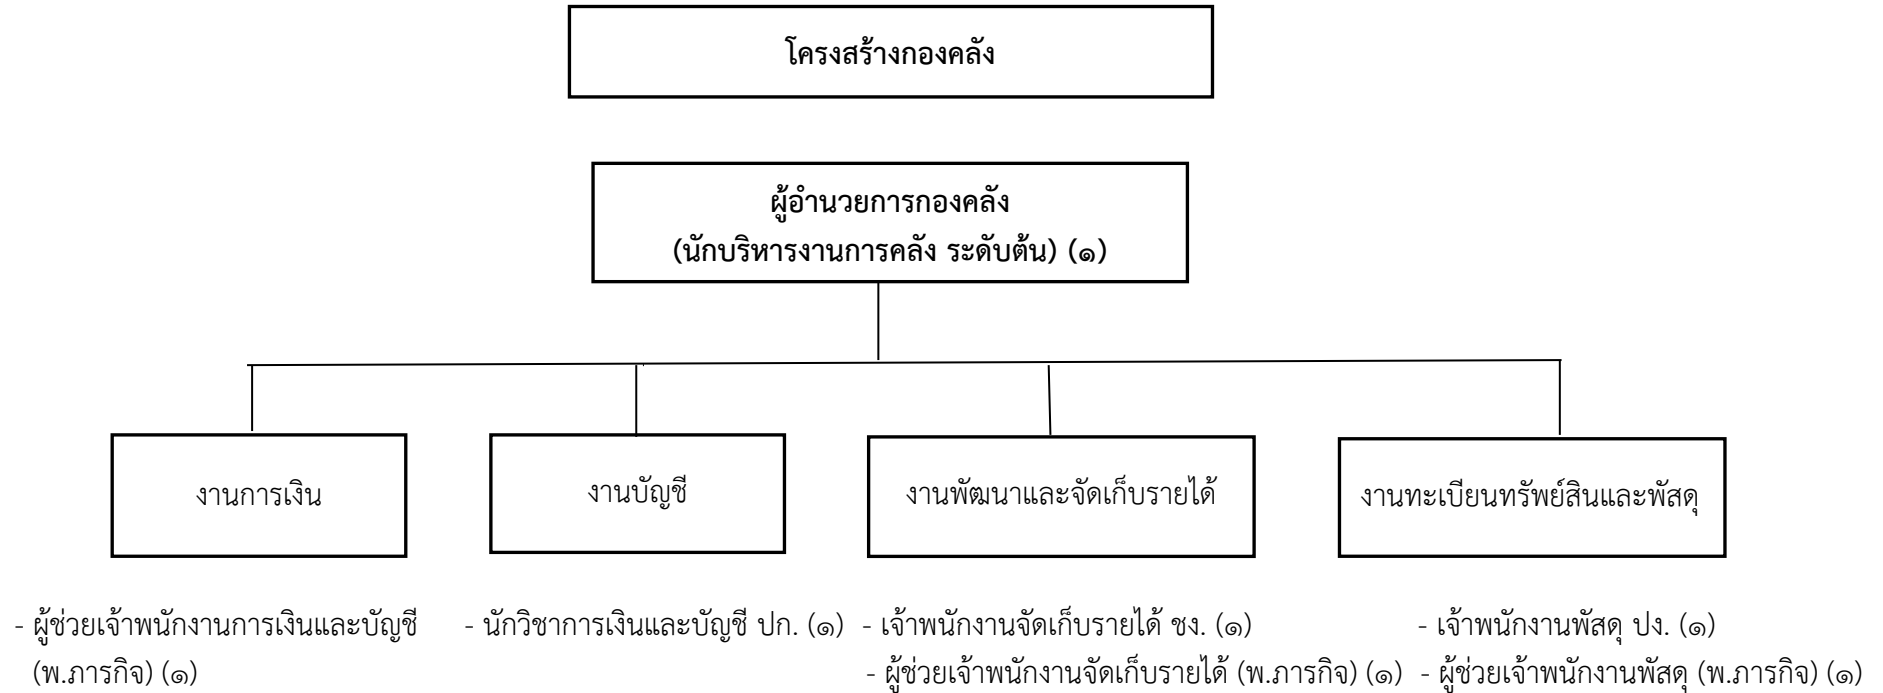 โครงสร้างกองคลัง
ผู้อำนวยการกองคลัง
(นักบริหารงานการคลัง ระดับต้น) (๑)
งานการเงิน
งานบัญชี
งานพัฒนาและจัดเก็บรายได้
งานทะเบียนทรัพย์สินและพัสดุ
- ผู้ช่วยเจ้าพนักงานการเงินและบัญชี
(พ.ภารกิจ) (๑)
- นักวิชาการเงินและบัญชี ปก. (๑)
- เจ้าพนักงานจัดเก็บรายได้ ชง. (๑)
- ผู้ช่วยเจ้าพนักงานจัดเก็บรายได้ (พ.ภารกิจ) (๑)
- เจ้าพนักงานพัสดุ ปง. (๑)
- ผู้ช่วยเจ้าพนักงานพัสดุ (พ.ภารกิจ) (๑)